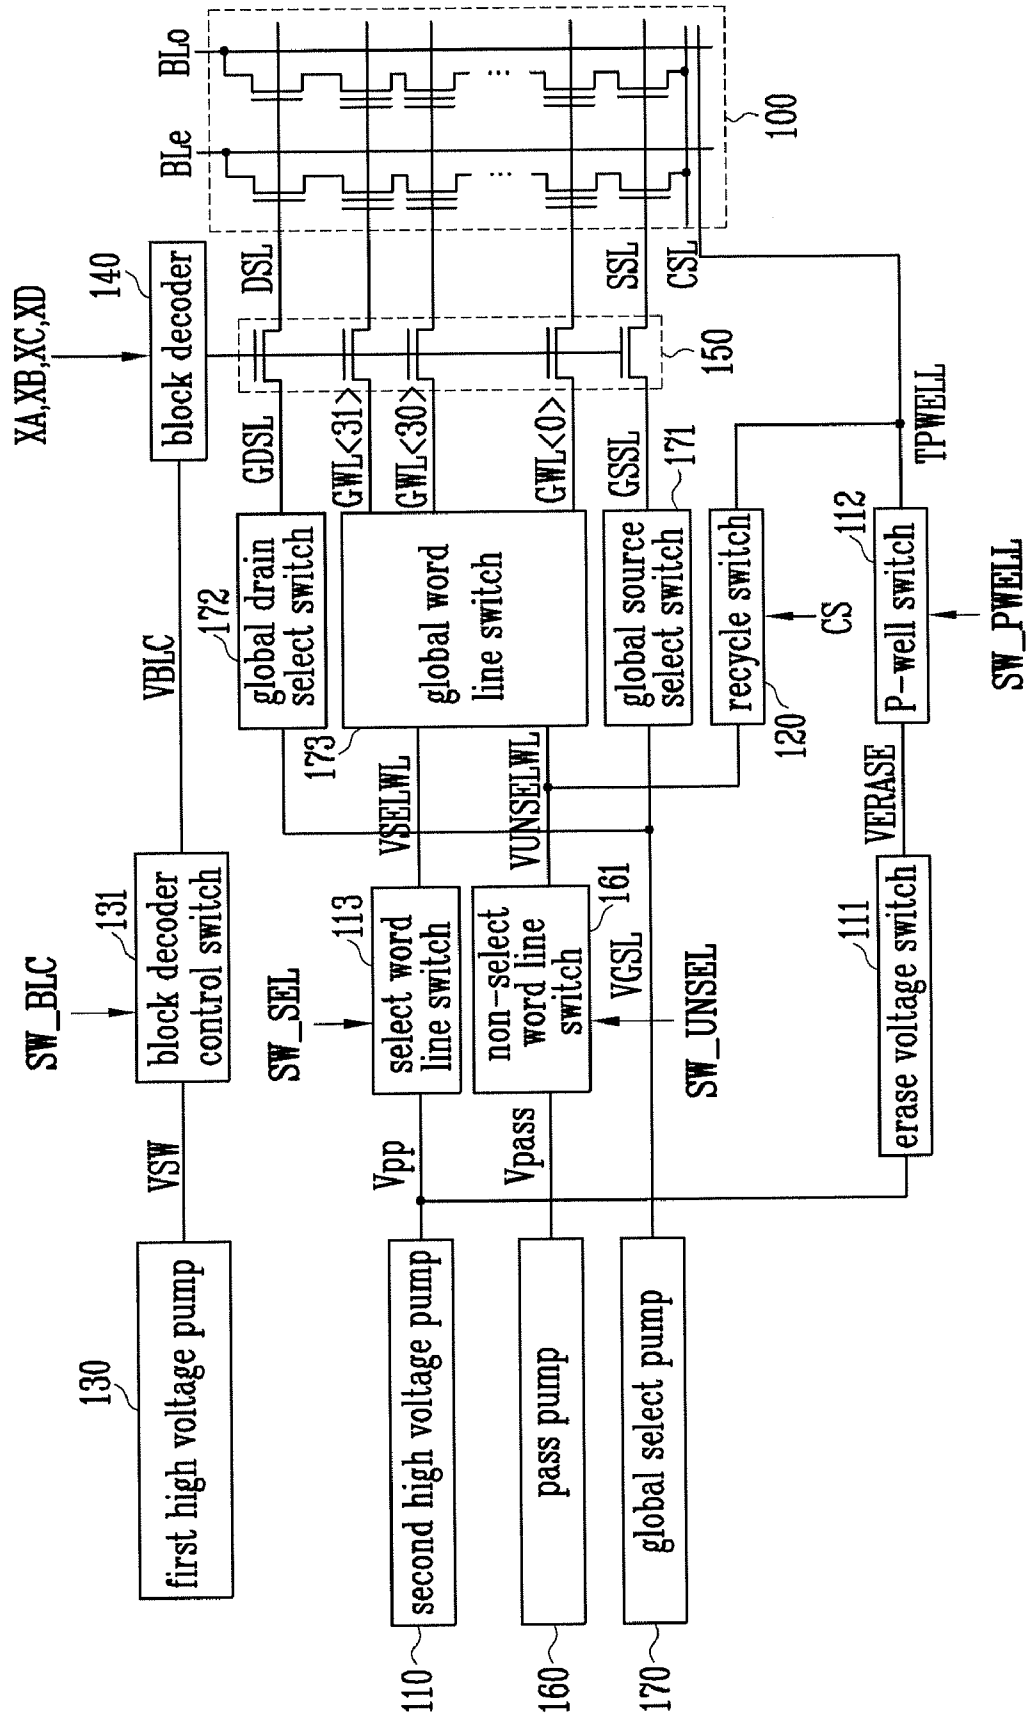 XA,XB,XC,XD
140
block decoder
VBLC
SW_BLC
131
block decoder
control switch
VSW
130
first high voltage pump
BLe
BLo
100
DSL
SSL
CSL
150
GDSL
GWL<31>
GWL<30>
GWL<0>
GSSL
172
global drain
select switch
173
global word
line switch
171
global source
select switch
120
recycle switch
CS
TPWELL
112
P-well switch
SW_PWELL
VSELWL
VUNSELWL
VGSL
VERASE
SW_SEL
113
select word
line switch
161
non-select
word line
switch
SW_UNSEL
111
erase voltage switch
Vpp
Vpass
110
second high voltage pump
160
pass pump
170
global select pump